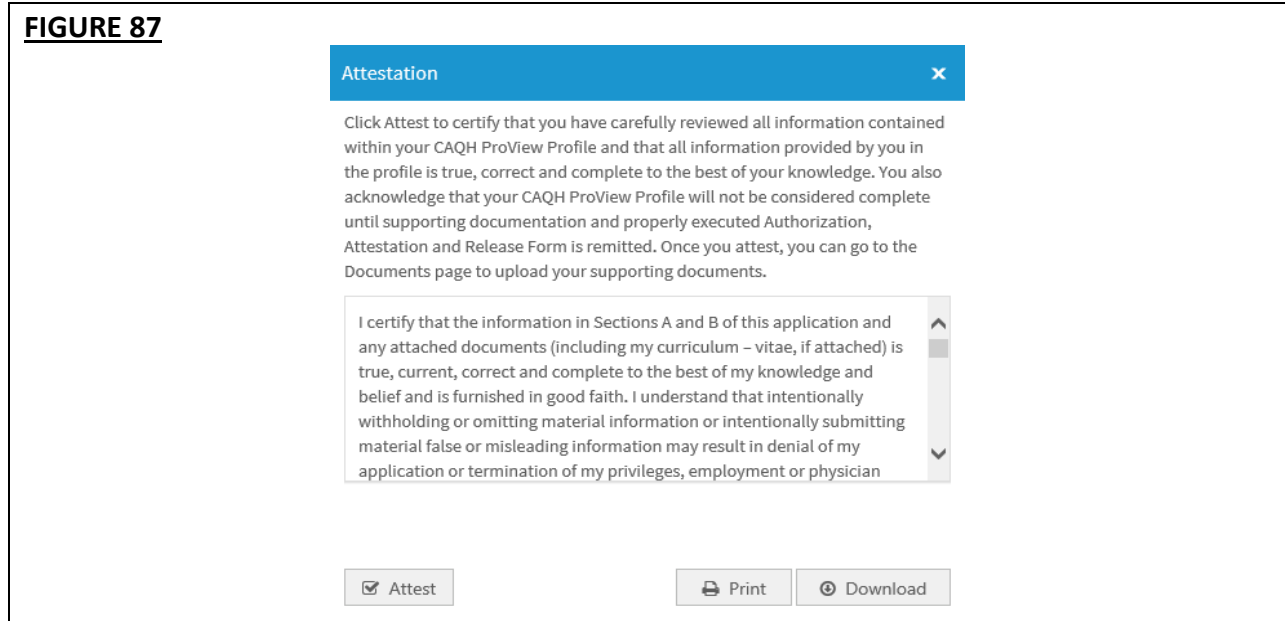 FIGURE 87
Attestation
Click Attest to certify that you have carefully reviewed all information contained
within your CAQH ProView Profile and that all information provided by you in
the profile is true, correct and complete to the best of your knowledge. You also
acknowledge that your CAQH ProView Profile will not be considered complete
until supporting documentation and properly executed Authorization,
Attestation and Release Form is remitted. Once you attest, you can go to the
Documents page to upload your supporting documents.
I certify that the information in Sections A and B of this application and
any attached documents (including my curriculum – vitae, if attached) is
true, current, correct and complete to the best of my knowledge and
belief and is furnished in good faith. I understand that intentionally
withholding or omitting material information or intentionally submitting
material false or misleading information may result in denial of my
application or termination of my privileges, employment or physician
Attest Print Download